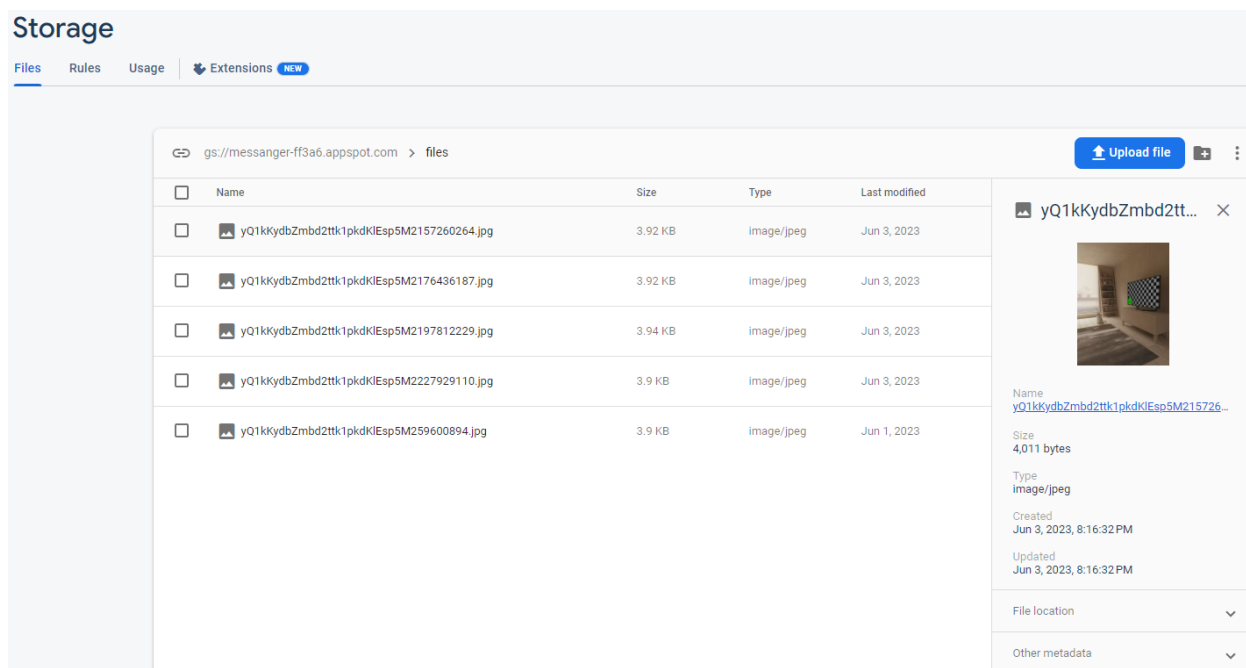 Storage
Files Rules Usage Extensions NEW
gs://messanger-ff3a6.appspot.com > files
Upload file
Name Size Type Last modified
yQ1kKydbZmbd2ttk1pkdKlEsp5M2157260264.jpg 3.92 KB image/jpeg Jun 3, 2023
yQ1kKydbZmbd2ttk1pkdKlEsp5M2176436187.jpg 3.92 KB image/jpeg Jun 3, 2023
yQ1kKydbZmbd2ttk1pkdKlEsp5M2197812229.jpg 3.94 KB image/jpeg Jun 3, 2023
yQ1kKydbZmbd2ttk1pkdKlEsp5M2227929110.jpg 3.9 KB image/jpeg Jun 3, 2023
yQ1kKydbZmbd2ttk1pkdKlEsp5M259600894.jpg 3.9 KB image/jpeg Jun 1, 2023
yQ1kKydbZmbd2tt...
Name
yQ1kKydbZmbd2ttk1pkdKlEsp5M215726...
Size
4,011 bytes
Type
image/jpeg
Created
Jun 3, 2023, 8:16:32 PM
Updated
Jun 3, 2023, 8:16:32 PM
File location
Other metadata